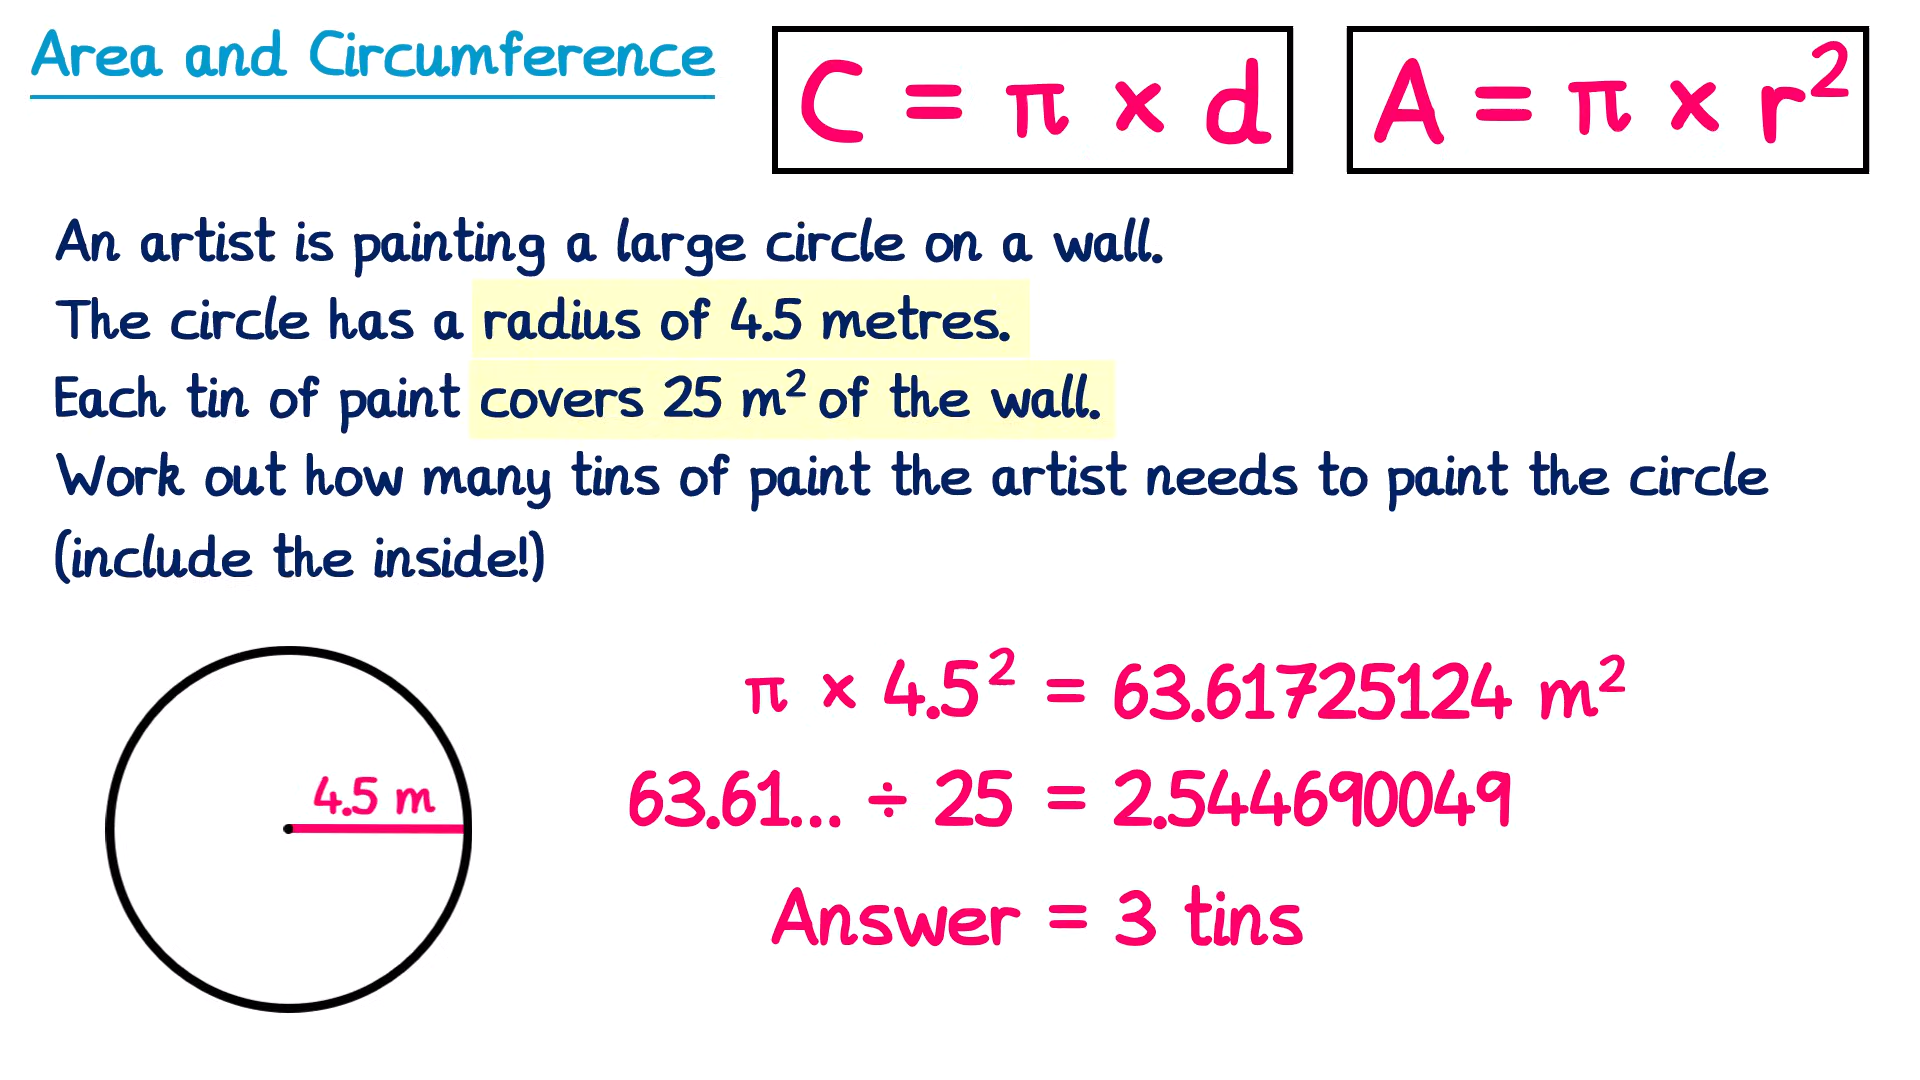 Area and Circumference
C = π × d
A = π × r²
An artist is painting a large circle on a wall.
The circle has a radius of 4.5 metres.
Each tin of paint covers 25 m² of the wall.
Work out how many tins of paint the artist needs to paint the circle
(include the inside!)
4.5 m
π × 4.5² = 63.61725124 m²
63.61... ÷ 25 = 2.544690049
Answer = 3 tins